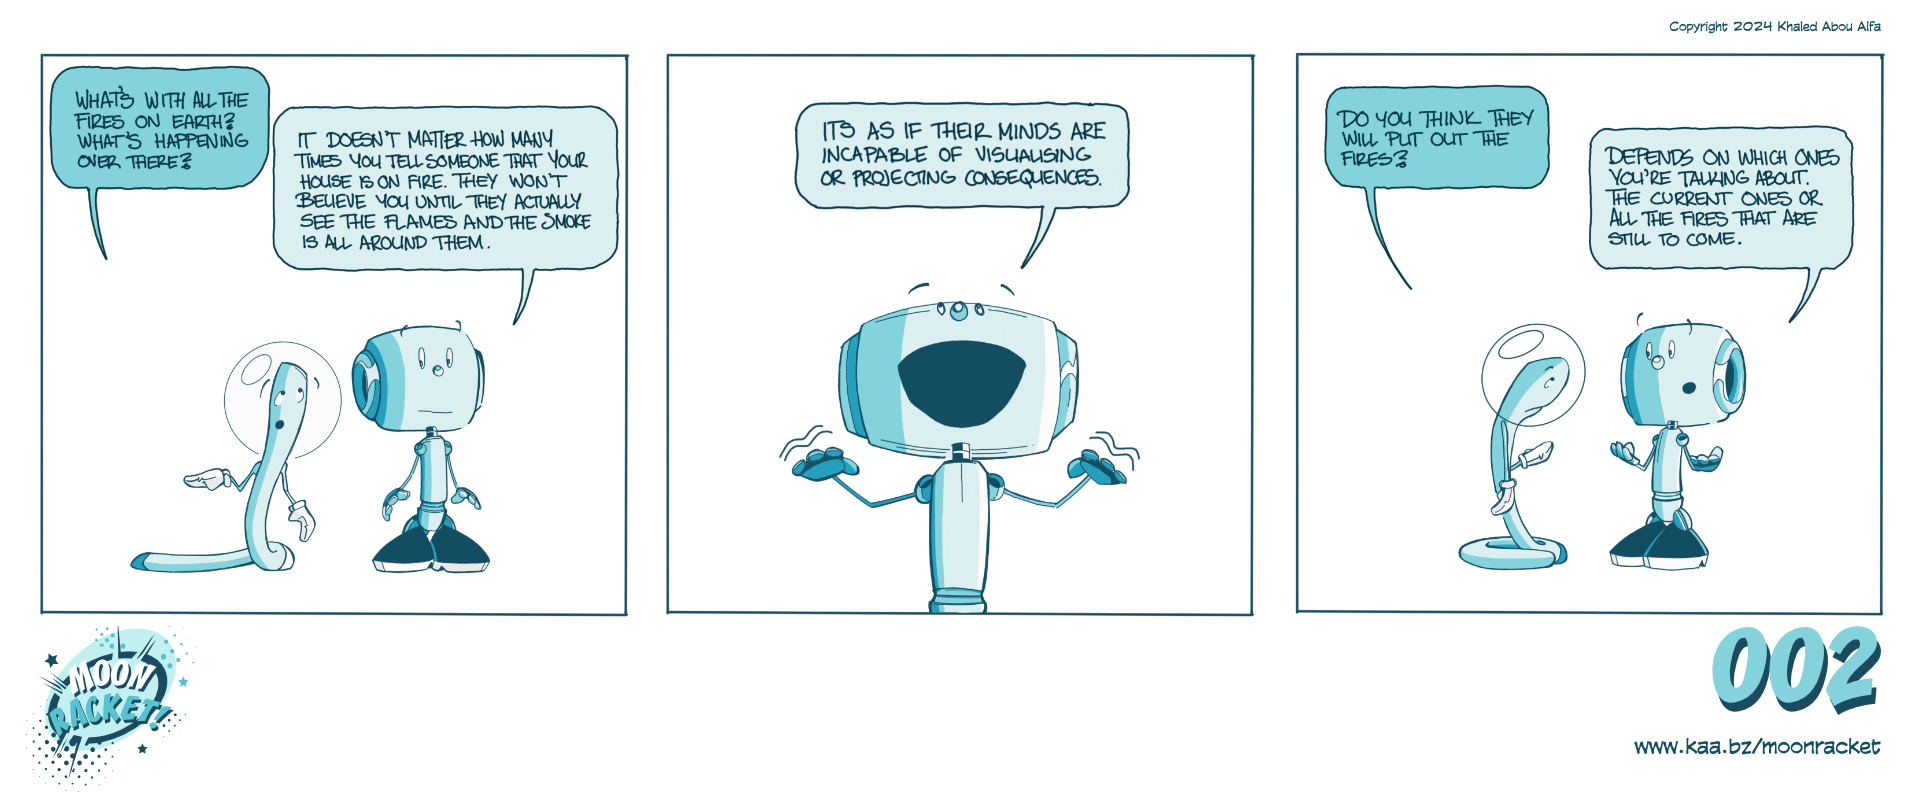 Copyright 2024 Khaled Abou Alfa
WHAT'S WITH ALL THE
FIRES ON EARTH?
WHAT'S HAPPENING
OVER THERE?
IT DOESN'T MATTER HOW MANY
TIMES YOU TELL SOMEONE THAT YOUR
HOUSE IS ON FIRE. THEY WON'T
BELIEVE YOU UNTIL THEY ACTUALLY
SEE THE FLAMES AND THE SMOKE
IS ALL AROUND THEM.
ITS AS IF THEIR MINDS ARE
INCAPABLE OF VISUALISING
OR PROJECTING CONSEQUENCES.
DO YOU THINK THEY
WILL PUT OUT THE
FIRES?
DEPENDS ON WHICH ONES
YOU'RE TALKING ABOUT.
THE CURRENT ONES OR
ALL THE FIRES THAT ARE
STILL TO COME.
MOON
RACKET!
002
www.kaa.bz/moonracket